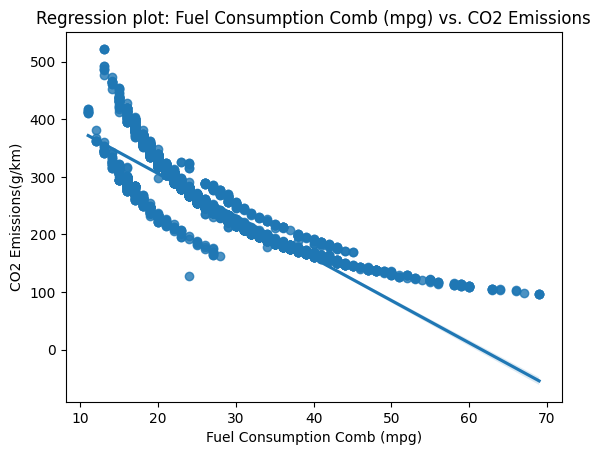 Regression plot: Fuel Consumption Comb (mpg) vs. CO2 Emissions
500
400
300
200
100
0
CO2 Emissions(g/km)
10 20 30 40 50 60 70
Fuel Consumption Comb (mpg)